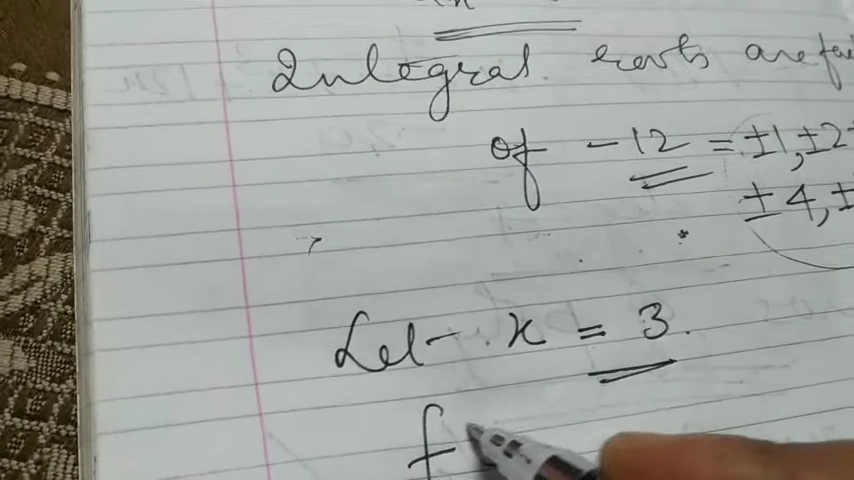 Integral roots are
of - 12 = ±1, ±2
± 4, ±
Let x = 3.
f